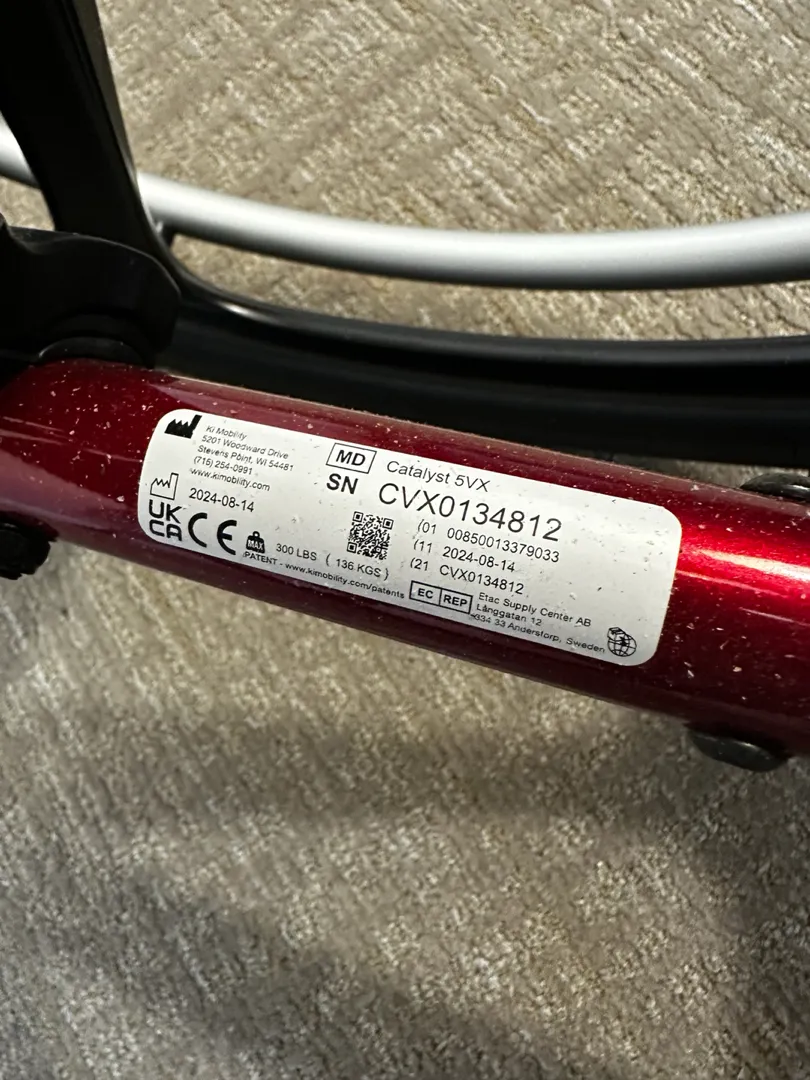 Ki Mobility
5201 Woodward Drive
Stevens Point, WI 54481
(715) 254-0991
www.kimobility.com
2024-08-14
UK
CA CE
MAX
300 LBS ( 136 KGS )
PATENT - www.kimobility.com/patents
MD Catalyst 5VX
SN CVX0134812
(01 00850013379033
(11 2024-08-14
(21 CVX0134812
EC REP
Etac Supply Center AB
Långgatan 12
-334 33 Anderstorp, Sweden